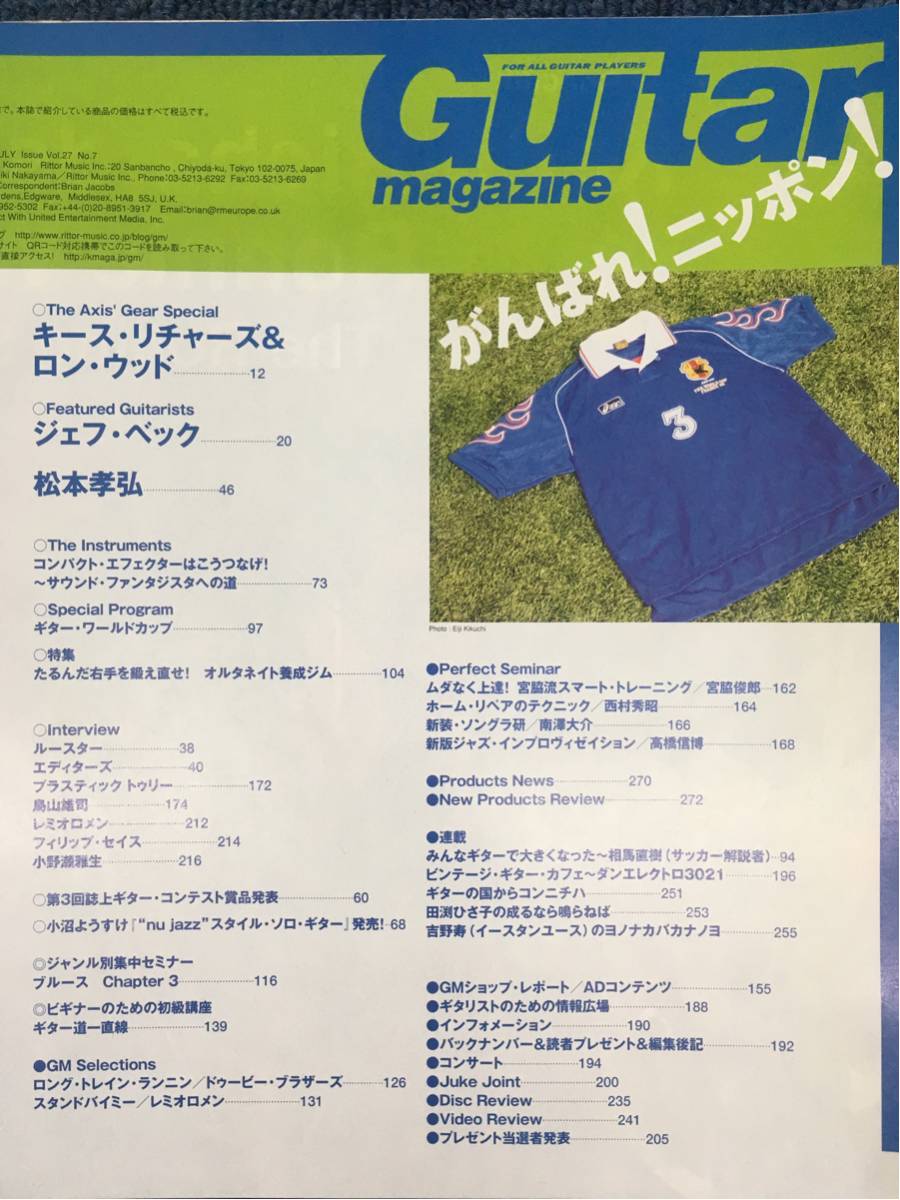 FOR ALL GUITAR PLAYERS
Guitar
magazine
で。本誌で紹介している商品の価格はすべて税込です。
ULY Issue Vol.27 No.7
Komori Rittor Music Inc.:20 Sanbancho , Chiyoda-ku, Tokyo 102-0075, Japan
iki Nakayama/Rittor Music Inc., Phone:03-5213-6292 Fax:03-5213-6269
Correspondent:Brian Jacobs
dens,Edgware, Middlesex, HA8 5SJ, U.K.
952-5302 Fax:+44-(0)20-8951-3917 Email:brian@rmeurope.co.uk
ct With United Entertainment Media, Inc.
プ http://www.rittor-music.co.jp/blog/gm/
サイト QRコード対応携帯でこのコードを読み取って下さい。
直接アクセス! http://kmaga.jp/gm/
がんばれ!ニッポン!
3
○The Axis' Gear Special
キース・リチャーズ&
ロン・ウッド 12
○Featured Guitarists
ジェフ・ベック 20
松本孝弘 46
○The Instruments
コンパクト・エフェクターはこうつなげ!
~サウンド・ファンタジスタへの道 73
○Special Program
ギター・ワールドカップ 97
○特集
たるんだ右手を鍛え直せ! オルタネイト養成ジム 104
○Interview
ルースター 38
エディターズ 40
プラスティック トゥリー 172
鳥山雄司 174
レミオロメン 212
フィリップ・セイス 214
小野瀬雅生 216
○第3回誌上ギター・コンテスト賞品発表 60
○小沼ようすけ『“nu jazz”スタイル・ソロ・ギター』発売! 68
◎ジャンル別集中セミナー
ブルース Chapter 3 116
◎ビギナーのための初級講座
ギター道一直線 139
●GM Selections
ロング・トレイン・ランニン/ドゥービー・ブラザーズ 126
スタンドバイミー/レミオロメン 131
Photo : Eiji Kikuchi
●Perfect Seminar
ムダなく上達! 宮脇流スマート・トレーニング/宮脇俊郎 162
ホーム・リペアのテクニック/西村秀昭 164
新装・ソングラ研/南澤大介 166
新版ジャズ・インプロヴィゼイション/高橋信博 168
●Products News 270
●New Products Review 272
●連載
みんなギターで大きくなった~相馬直樹(サッカー解説者) 94
ビンテージ・ギター・カフェ~ダンエレクトロ3021 196
ギターの国からコンニチハ 251
田渕ひさ子の成るなら鳴らねば 253
吉野寿(イースタンユース)のヨノナカバカナノヨ 255
●GMショップ・レポート/ADコンテンツ 155
●ギタリストのための情報広場 188
●インフォメーション 190
●バックナンバー&読者プレゼント&編集後記 192
●コンサート 194
●Juke Joint 200
●Disc Review 235
●Video Review 241
●プレゼント当選者発表 205